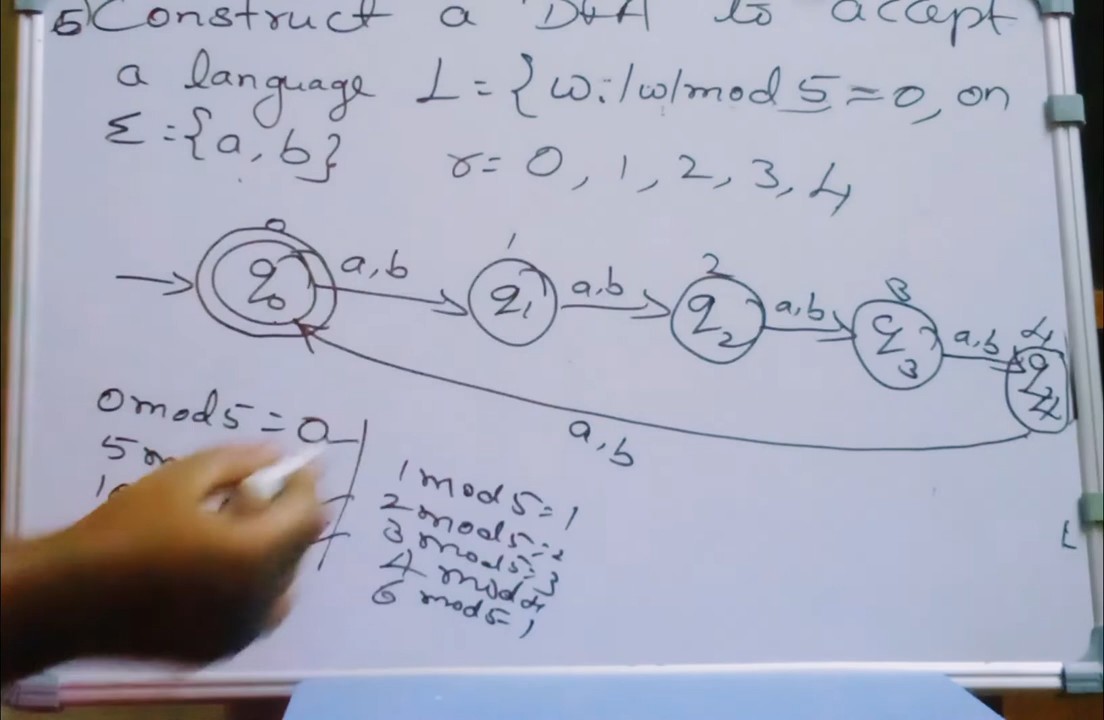 5) Construct a DFA to accept
a language L = {w: /w/mod 5 = 0, on
Σ = {a, b} r = 0, 1, 2, 3, 4
0 1 2 3 4
q0 a,b q1 a,b q2 a,b q3 a,b q4
a,b
0 mod 5 = 0
5 m
10
1 mod 5 = 1
2 mod 5 = 2
3 mod 5 = 3
4 mod 4
6 mod 5 = 1